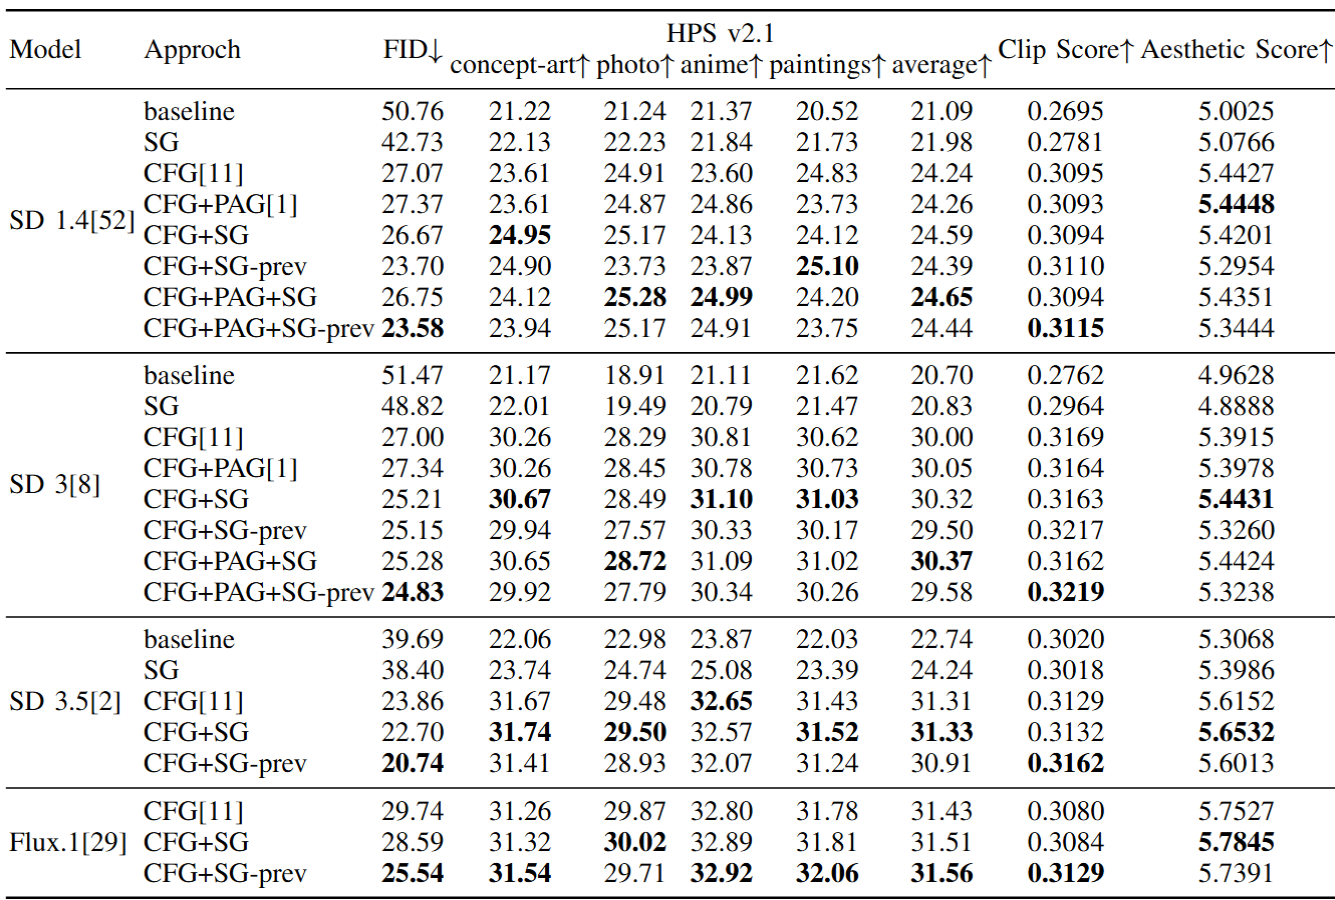 Model Approch FID↓ HPS v2.1 Clip Score↑ Aesthetic Score↑
concept-art↑ photo↑ anime↑ paintings↑ average↑
SD 1.4[52]
baseline 50.76 21.22 21.24 21.37 20.52 21.09 0.2695 5.0025
SG 42.73 22.13 22.23 21.84 21.73 21.98 0.2781 5.0766
CFG[11] 27.07 23.61 24.91 23.60 24.83 24.24 0.3095 5.4427
CFG+PAG[1] 27.37 23.61 24.87 24.86 23.73 24.26 0.3093 5.4448
CFG+SG 26.67 24.95 25.17 24.13 24.12 24.59 0.3094 5.4201
CFG+SG-prev 23.70 24.90 23.73 23.87 25.10 24.39 0.3110 5.2954
CFG+PAG+SG 26.75 24.12 25.28 24.99 24.20 24.65 0.3094 5.4351
CFG+PAG+SG-prev 23.58 23.94 25.17 24.91 23.75 24.44 0.3115 5.3444
SD 3[8]
baseline 51.47 21.17 18.91 21.11 21.62 20.70 0.2762 4.9628
SG 48.82 22.01 19.49 20.79 21.47 20.83 0.2964 4.8888
CFG[11] 27.00 30.26 28.29 30.81 30.62 30.00 0.3169 5.3915
CFG+PAG[1] 27.34 30.26 28.45 30.78 30.73 30.05 0.3164 5.3978
CFG+SG 25.21 30.67 28.49 31.10 31.03 30.32 0.3163 5.4431
CFG+SG-prev 25.15 29.94 27.57 30.33 30.17 29.50 0.3217 5.3260
CFG+PAG+SG 25.28 30.65 28.72 31.09 31.02 30.37 0.3162 5.4424
CFG+PAG+SG-prev 24.83 29.92 27.79 30.34 30.26 29.58 0.3219 5.3238
SD 3.5[2]
baseline 39.69 22.06 22.98 23.87 22.03 22.74 0.3020 5.3068
SG 38.40 23.74 24.74 25.08 23.39 24.24 0.3018 5.3986
CFG[11] 23.86 31.67 29.48 32.65 31.43 31.31 0.3129 5.6152
CFG+SG 22.70 31.74 29.50 32.57 31.52 31.33 0.3132 5.6532
CFG+SG-prev 20.74 31.41 28.93 32.07 31.24 30.91 0.3162 5.6013
Flux.1[29]
CFG[11] 29.74 31.26 29.87 32.80 31.78 31.43 0.3080 5.7527
CFG+SG 28.59 31.32 30.02 32.89 31.81 31.51 0.3084 5.7845
CFG+SG-prev 25.54 31.54 29.71 32.92 32.06 31.56 0.3129 5.7391